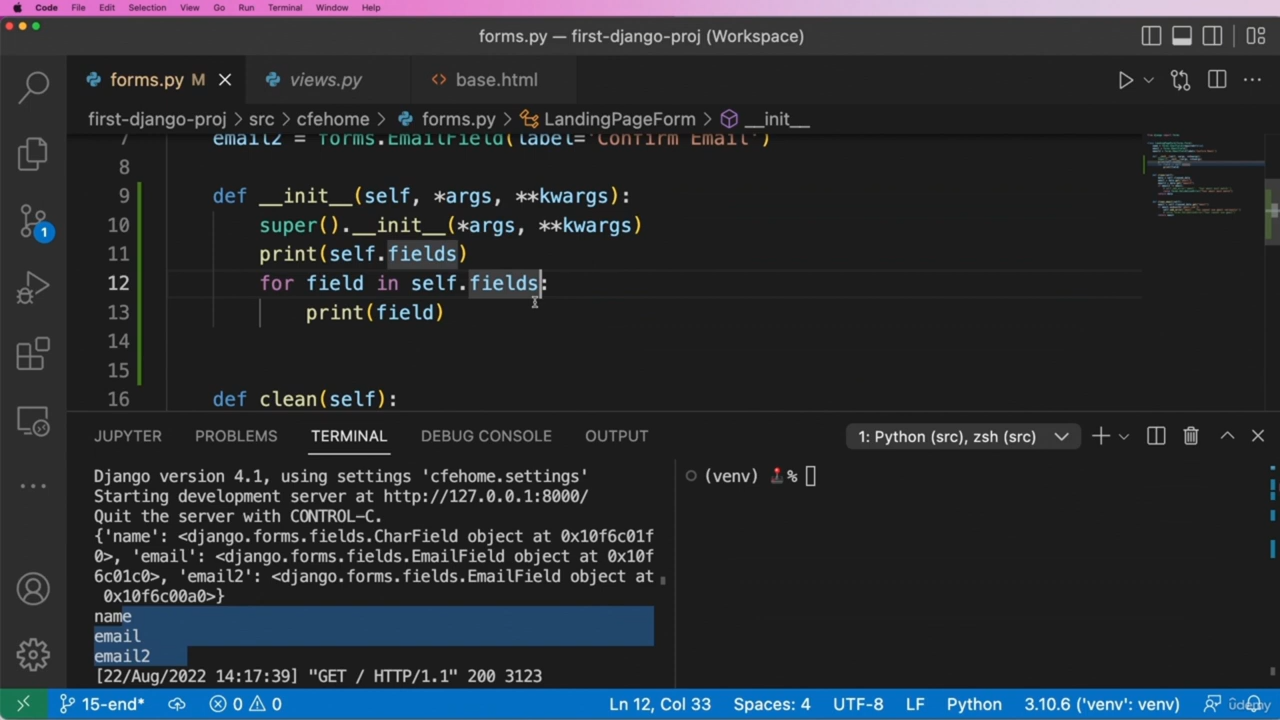 Code File Edit Selection View Go Run Terminal Window Help
forms.py — first-django-proj (Workspace)
forms.py M views.py base.html
first-django-proj > src > cfehome > forms.py > LandingPageForm > __init__
7 email2 = forms.EmailField(label='Confirm Email')
8
9 def __init__(self, *args, **kwargs):
10 super().__init__(*args, **kwargs)
11 print(self.fields)
12 for field in self.fields:
13 print(field)
14
15
16 def clean(self):
JUPYTER PROBLEMS TERMINAL DEBUG CONSOLE OUTPUT 1: Python (src), zsh (src)
Django version 4.1, using settings 'cfehome.settings'
Starting development server at http://127.0.0.1:8000/
Quit the server with CONTROL-C.
{'name': <django.forms.fields.CharField object at 0x10f6c01f
0>, 'email': <django.forms.fields.EmailField object at 0x10f
6c01c0>, 'email2': <django.forms.fields.EmailField object at
0x10f6c00a0>}
name
email
email2
[22/Aug/2022 14:17:39] "GET / HTTP/1.1" 200 3123
(venv) %
1
15-end* 0 0 Ln 12, Col 33 Spaces: 4 UTF-8 LF Python 3.10.6 ('venv': venv)
udemy